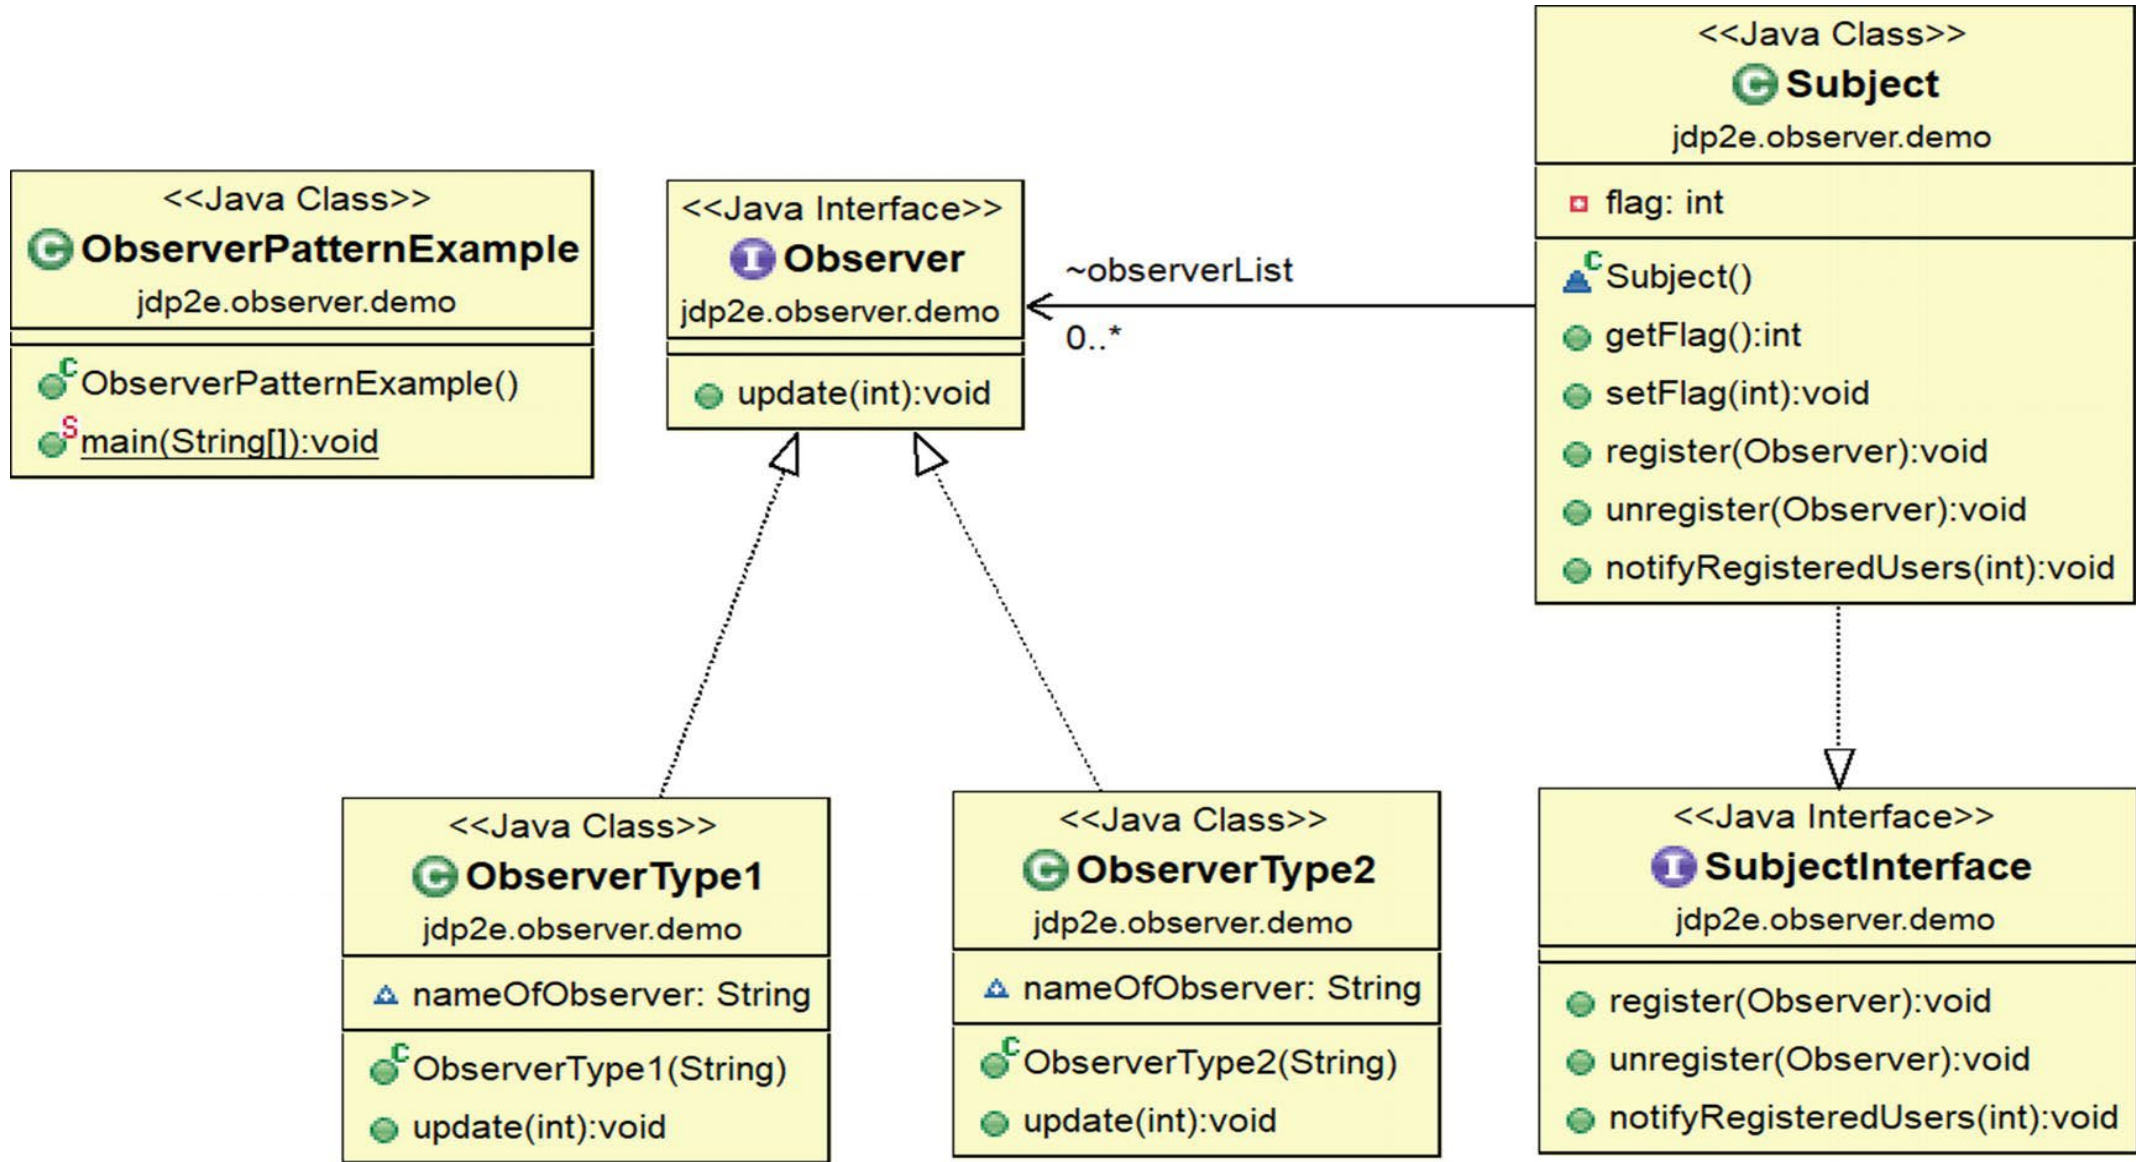 <<Java Class>>
C ObserverPatternExample
jdp2e.observer.demo
C ObserverPatternExample()
S main(String[]):void
<<Java Interface>>
I Observer
jdp2e.observer.demo
update(int):void
~observerList
0..*
<<Java Class>>
C Subject
jdp2e.observer.demo
flag: int
C Subject()
getFlag():int
setFlag(int):void
register(Observer):void
unregister(Observer):void
notifyRegisteredUsers(int):void
<<Java Class>>
C ObserverType1
jdp2e.observer.demo
nameOfObserver: String
C ObserverType1(String)
update(int):void
<<Java Class>>
C ObserverType2
jdp2e.observer.demo
nameOfObserver: String
C ObserverType2(String)
update(int):void
<<Java Interface>>
I SubjectInterface
jdp2e.observer.demo
register(Observer):void
unregister(Observer):void
notifyRegisteredUsers(int):void